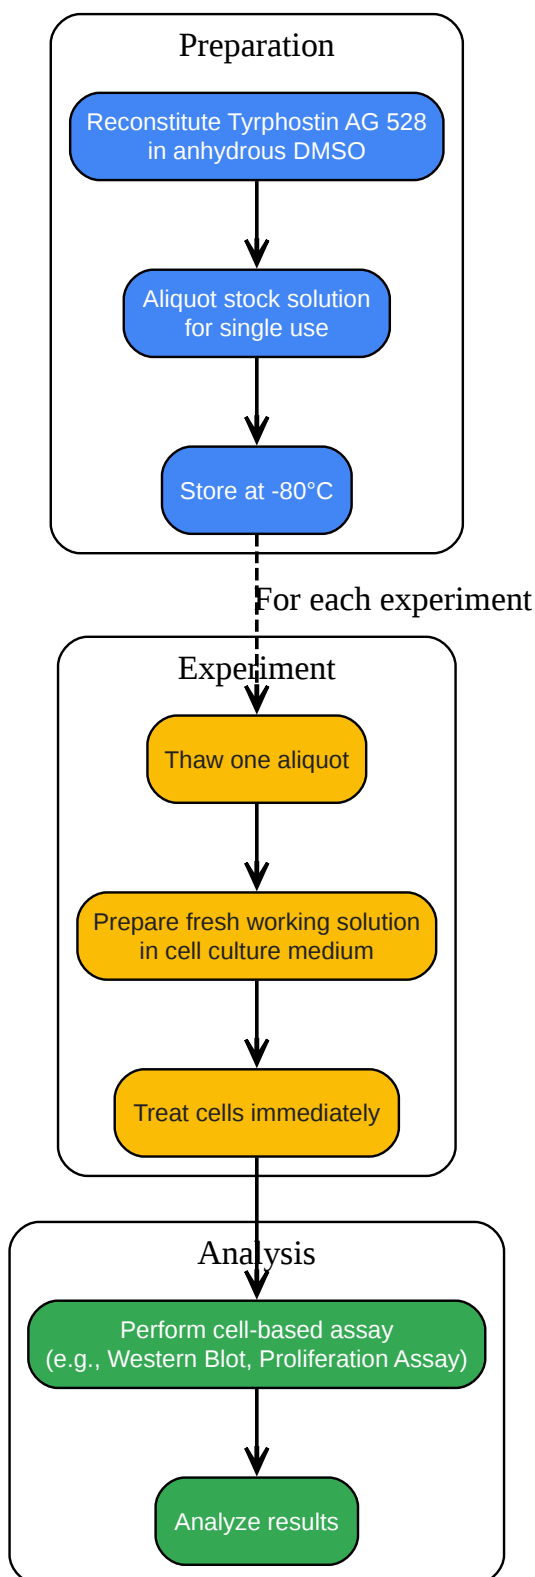 Preparation
Reconstitute Tyrphostin AG 528
in anhydrous DMSO
Aliquot stock solution
for single use
Store at -80°C
For each experiment
Experiment
Thaw one aliquot
Prepare fresh working solution
in cell culture medium
Treat cells immediately
Analysis
Perform cell-based assay
(e.g., Western Blot, Proliferation Assay)
Analyze results